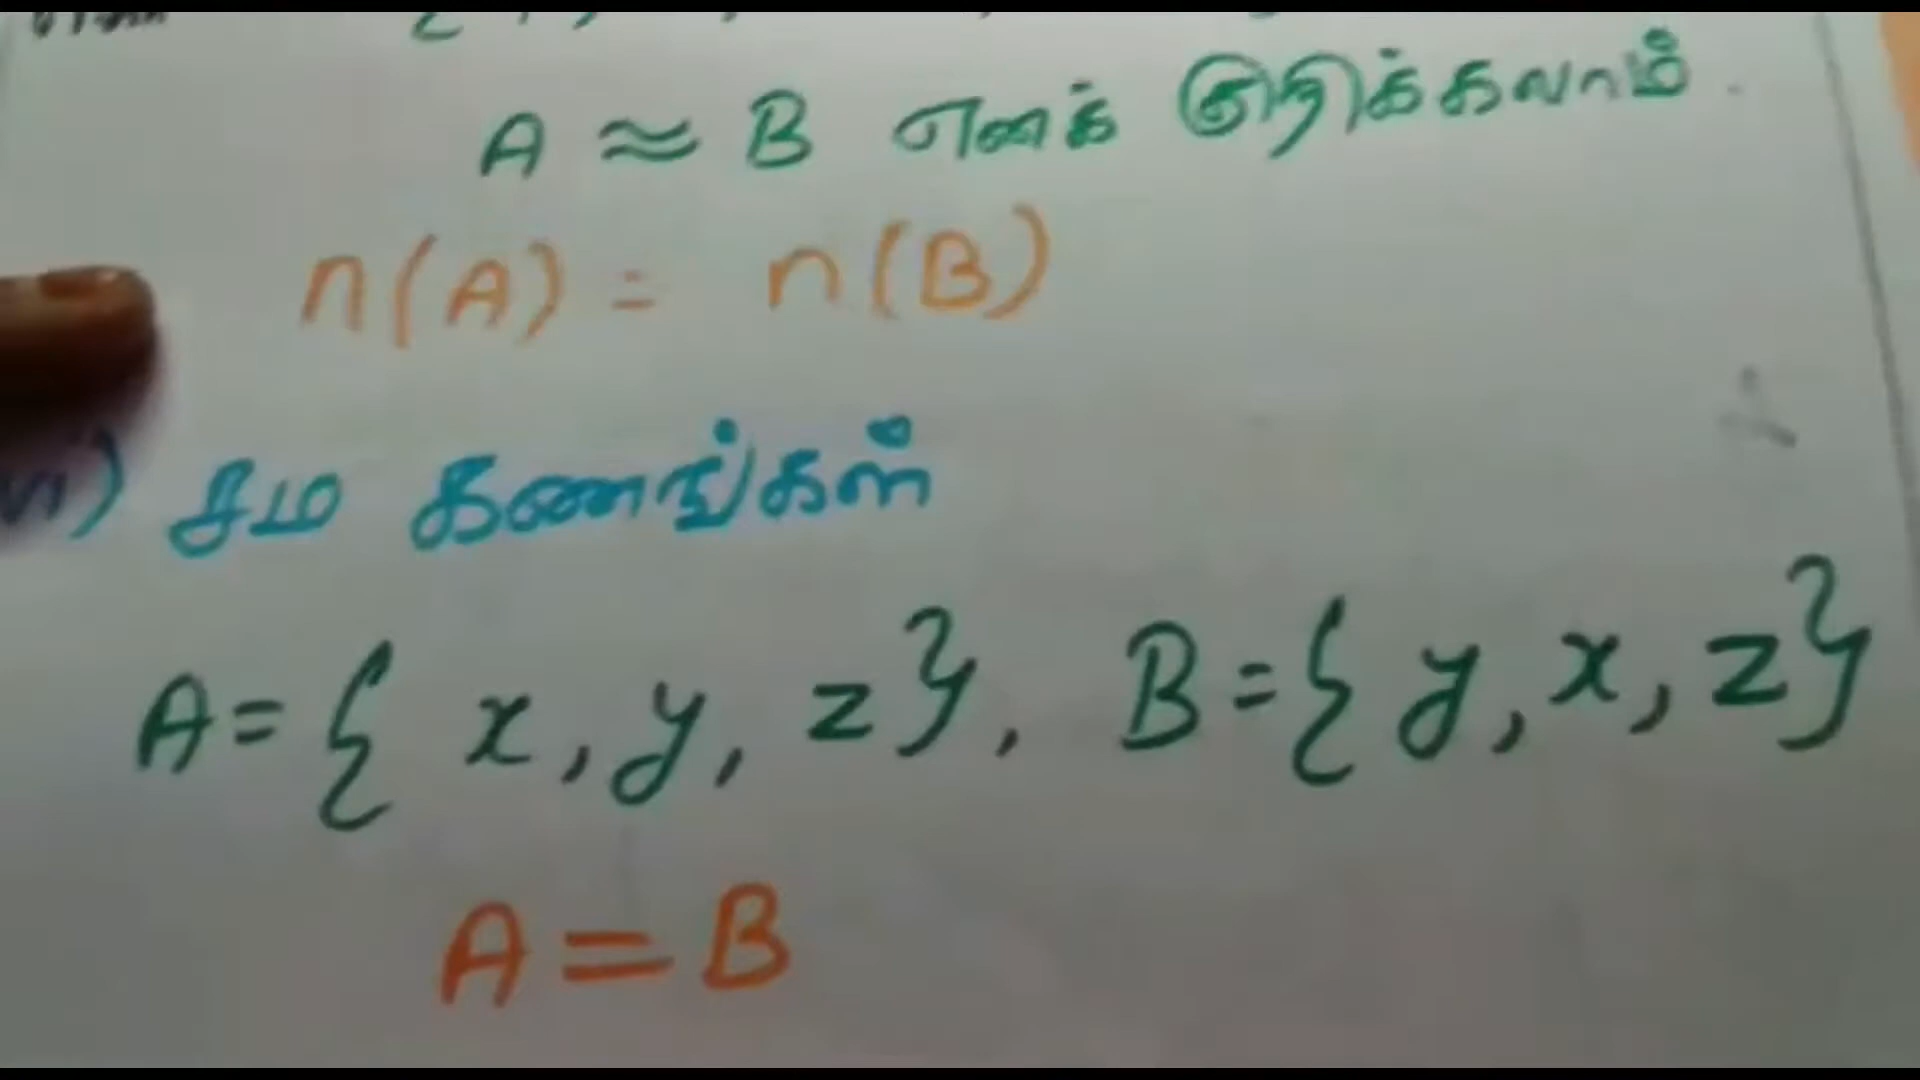 A ≈ B எனக் குறிக்கலாம்.
n(A) = n(B)
vi) சம கணங்கள்
A = { x, y, z }, B = { y, x, z }
A = B